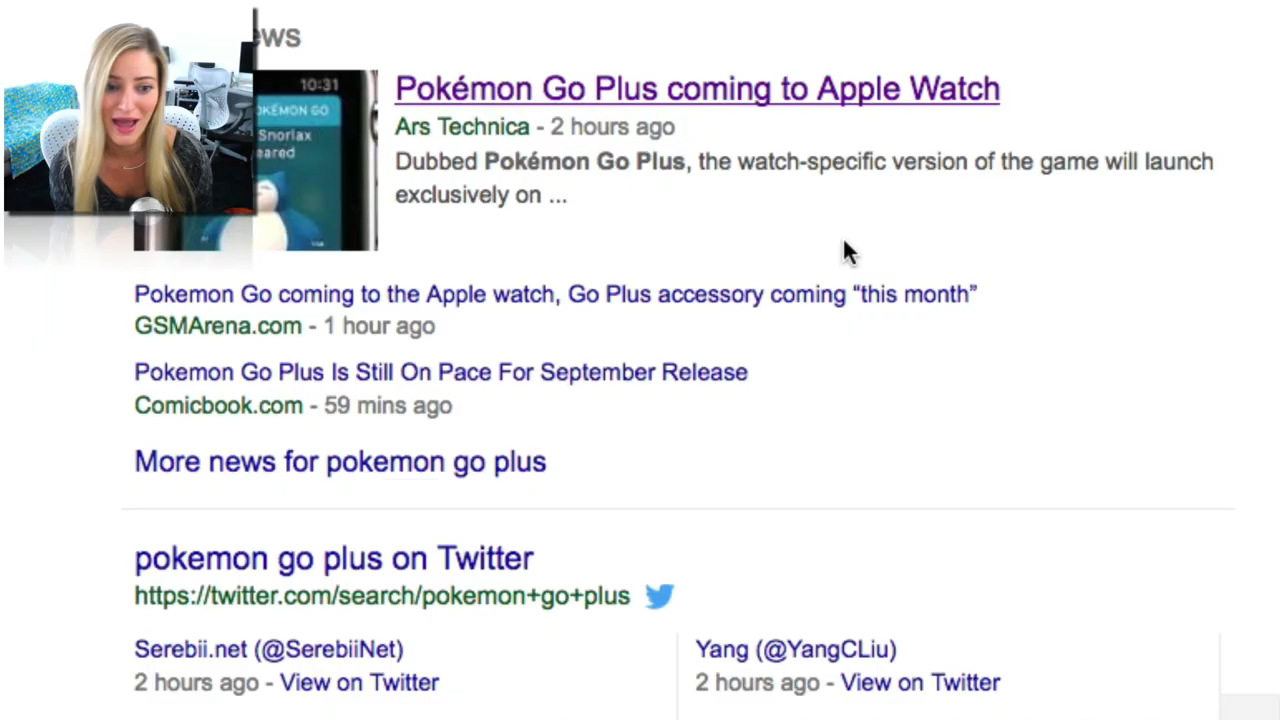 ews
10:31
OKÉMON GO
Snorlax
eared
Pokémon Go Plus coming to Apple Watch
Ars Technica - 2 hours ago
Dubbed Pokémon Go Plus, the watch-specific version of the game will launch
exclusively on ...
Pokemon Go coming to the Apple watch, Go Plus accessory coming “this month”
GSMArena.com - 1 hour ago
Pokemon Go Plus Is Still On Pace For September Release
Comicbook.com - 59 mins ago
More news for pokemon go plus
pokemon go plus on Twitter
https://twitter.com/search/pokemon+go+plus
Serebii.net (@SerebiiNet)
2 hours ago - View on Twitter
Yang (@YangCLiu)
2 hours ago - View on Twitter